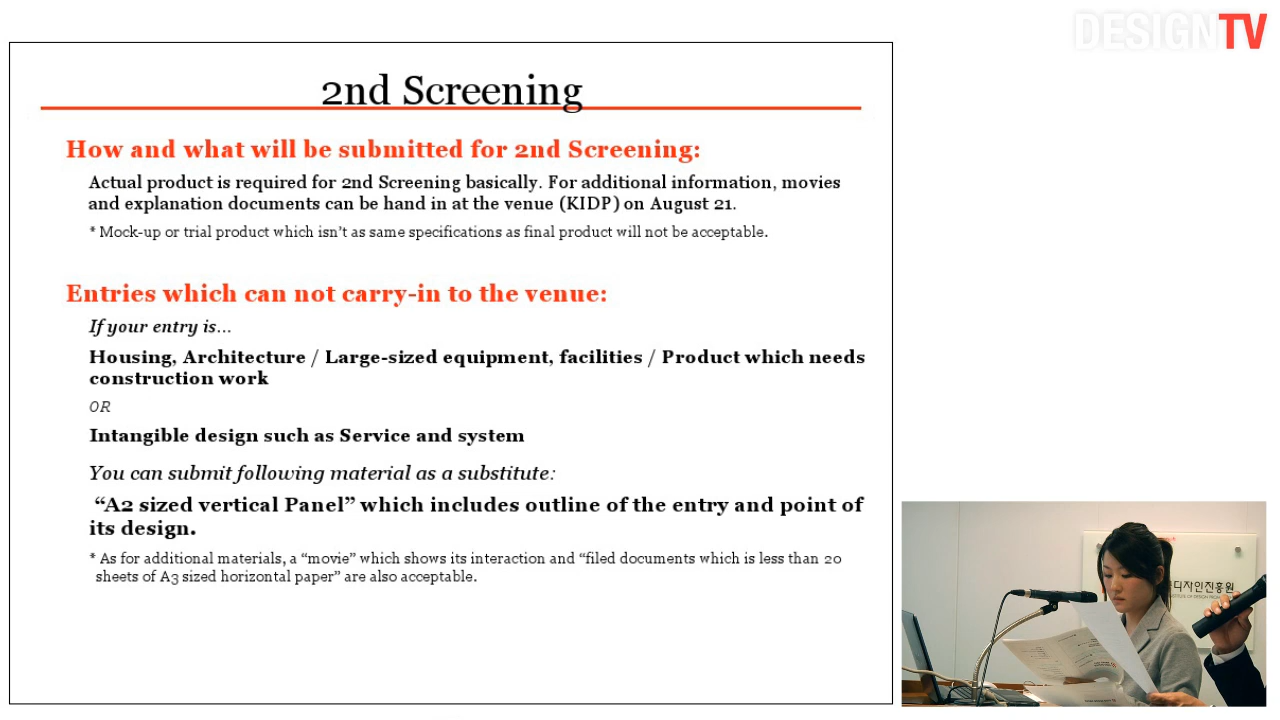 DESIGNTV
2nd Screening
How and what will be submitted for 2nd Screening:
Actual product is required for 2nd Screening basically. For additional information, movies
and explanation documents can be hand in at the venue (KIDP) on August 21.
* Mock-up or trial product which isn't as same specifications as final product will not be acceptable.
Entries which can not carry-in to the venue:
If your entry is...
Housing, Architecture / Large-sized equipment, facilities / Product which needs
construction work
OR
Intangible design such as Service and system
You can submit following material as a substitute:
“A2 sized vertical Panel” which includes outline of the entry and point of
its design.
* As for additional materials, a “movie” which shows its interaction and “filed documents which is less than 20
sheets of A3 sized horizontal paper” are also acceptable.
디자인진흥원